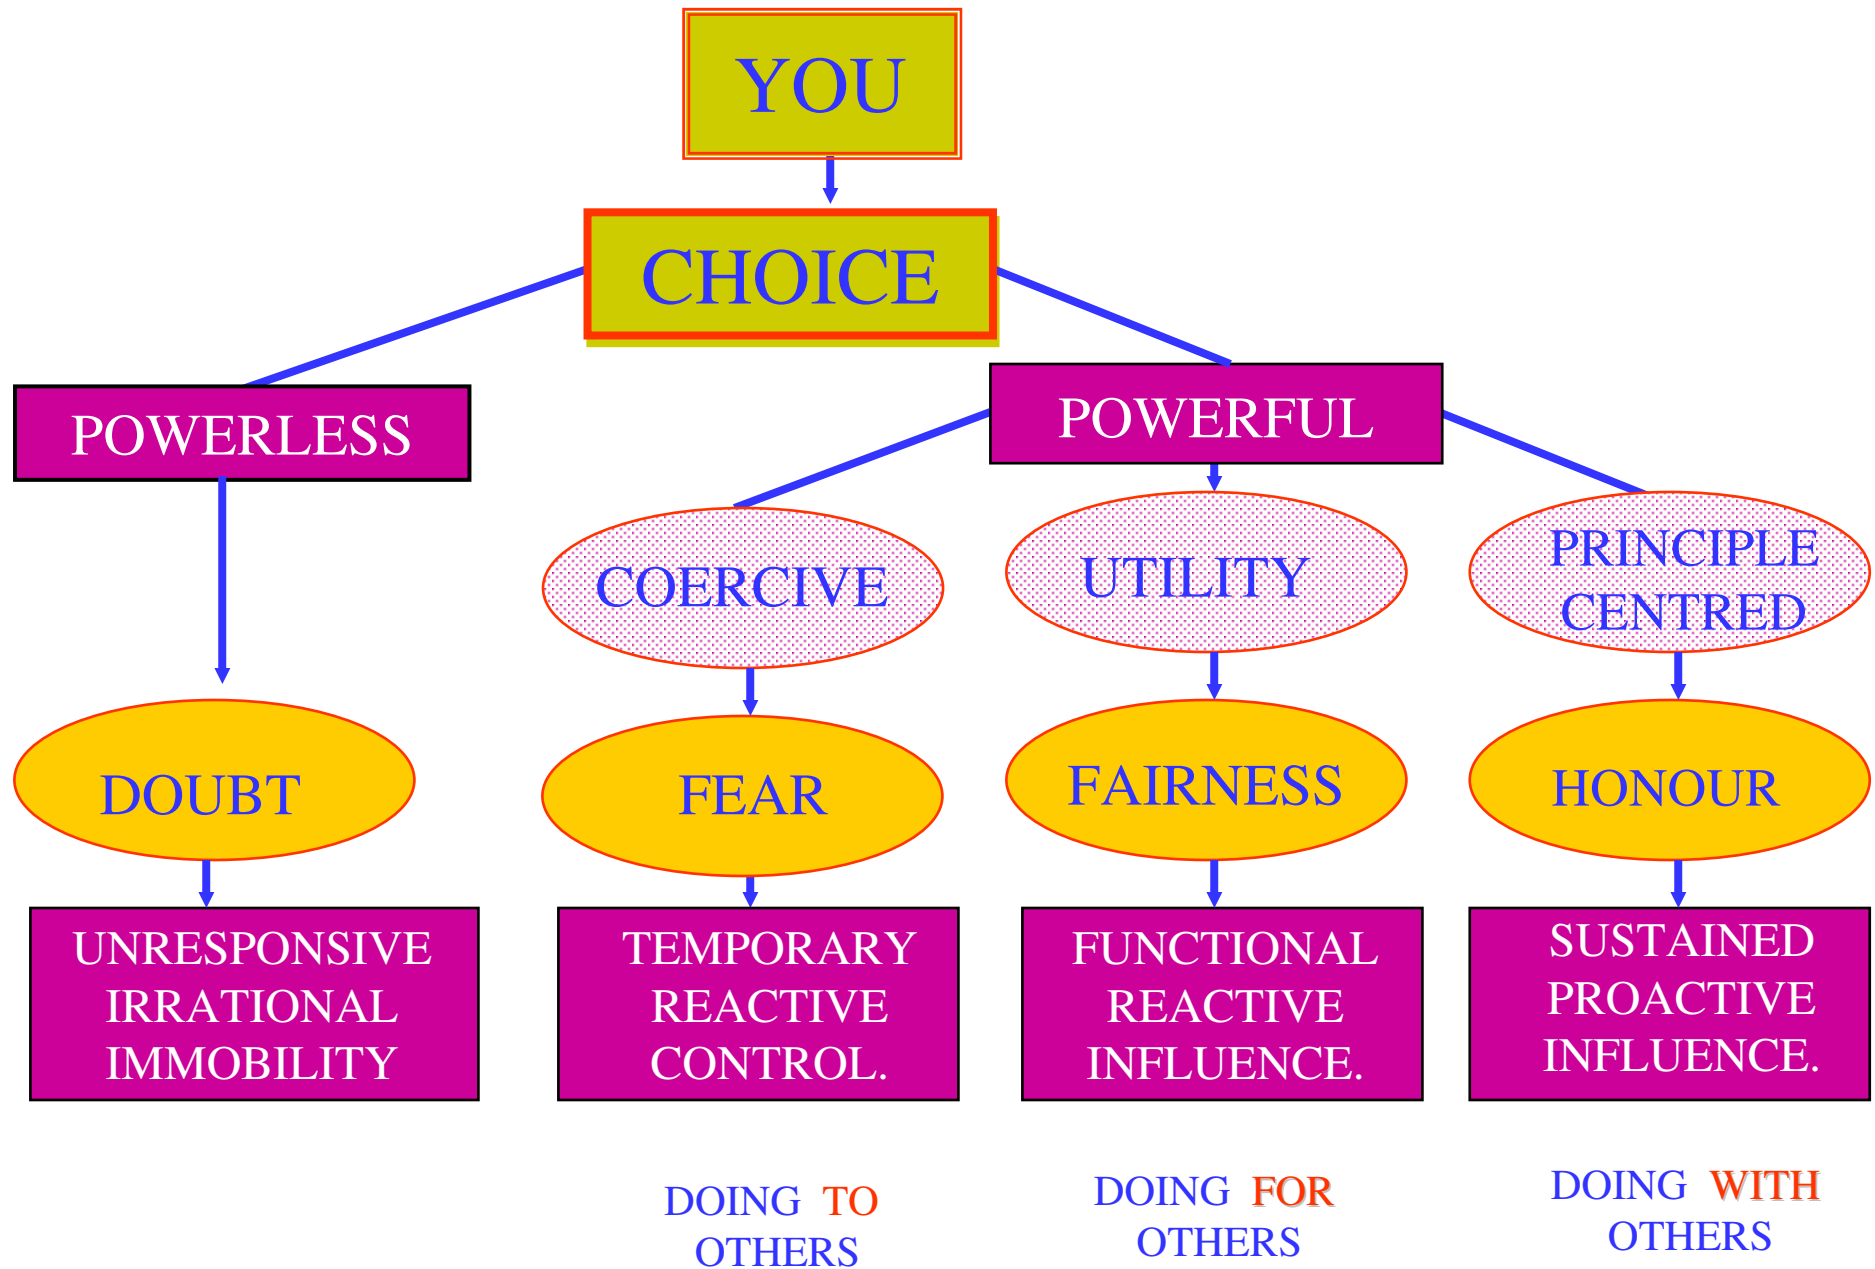 YOU
CHOICE
POWERLESS
POWERFUL
COERCIVE
UTILITY
PRINCIPLE
CENTRED
DOUBT
FEAR
FAIRNESS
HONOUR
UNRESPONSIVE
IRRATIONAL
IMMOBILITY
TEMPORARY
REACTIVE
CONTROL.
FUNCTIONAL
REACTIVE
INFLUENCE.
SUSTAINED
PROACTIVE
INFLUENCE.
DOING TO
OTHERS
DOING FOR
OTHERS
DOING WITH
OTHERS